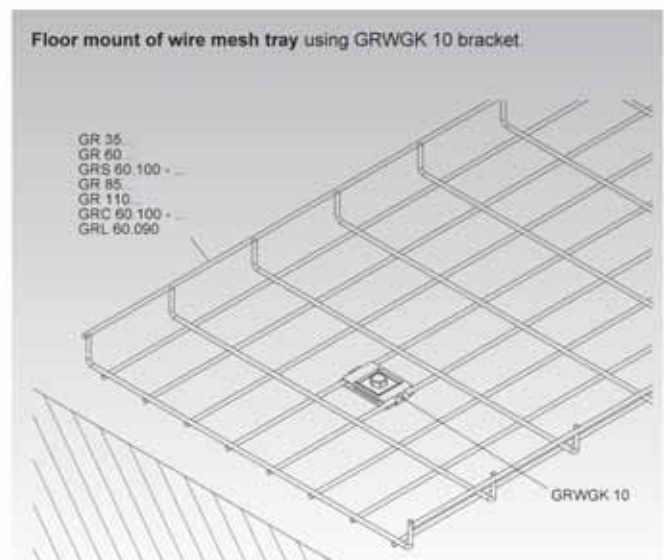 Floor mount of wire mesh tray using GRWGK 10 bracket.
GR 35...
GR 60...
GRS 60.100 - ...
GR 85...
GR 110...
GRC 60.100 - ...
GRL 60.090
GRWGK 10